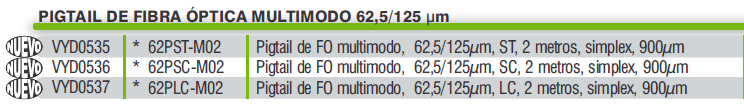 PIGTAIL DE FIBRA ÓPTICA MULTIMODO 62,5/125 µm
NUEVO VYD0535 * 62PST-M02 Pigtail de FO multimodo, 62,5/125µm, ST, 2 metros, simplex, 900µm
NUEVO VYD0536 * 62PSC-M02 Pigtail de FO multimodo, 62,5/125µm, SC, 2 metros, simplex, 900µm
NUEVO VYD0537 * 62PLC-M02 Pigtail de FO multimodo, 62,5/125µm, LC, 2 metros, simplex, 900µm